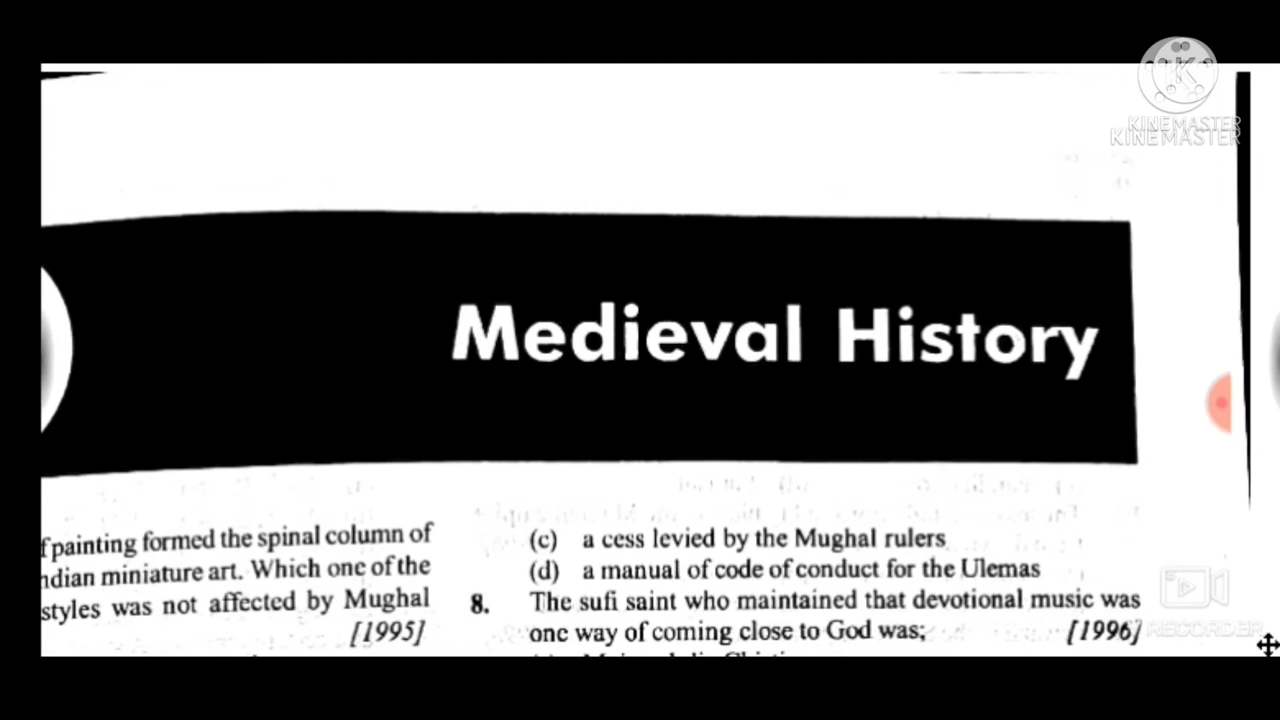 KINEMASTER
KINEMASTER
Medieval History
painting formed the spinal column of
miniature art. Which one of the
styles was not affected by Mughal
[1995]
(c) a cess levied by the Mughal rulers
(d) a manual of code of conduct for the Ulemas
8. The sufi saint who maintained that devotional music was
one way of coming close to God was; [1996]
RECORDER